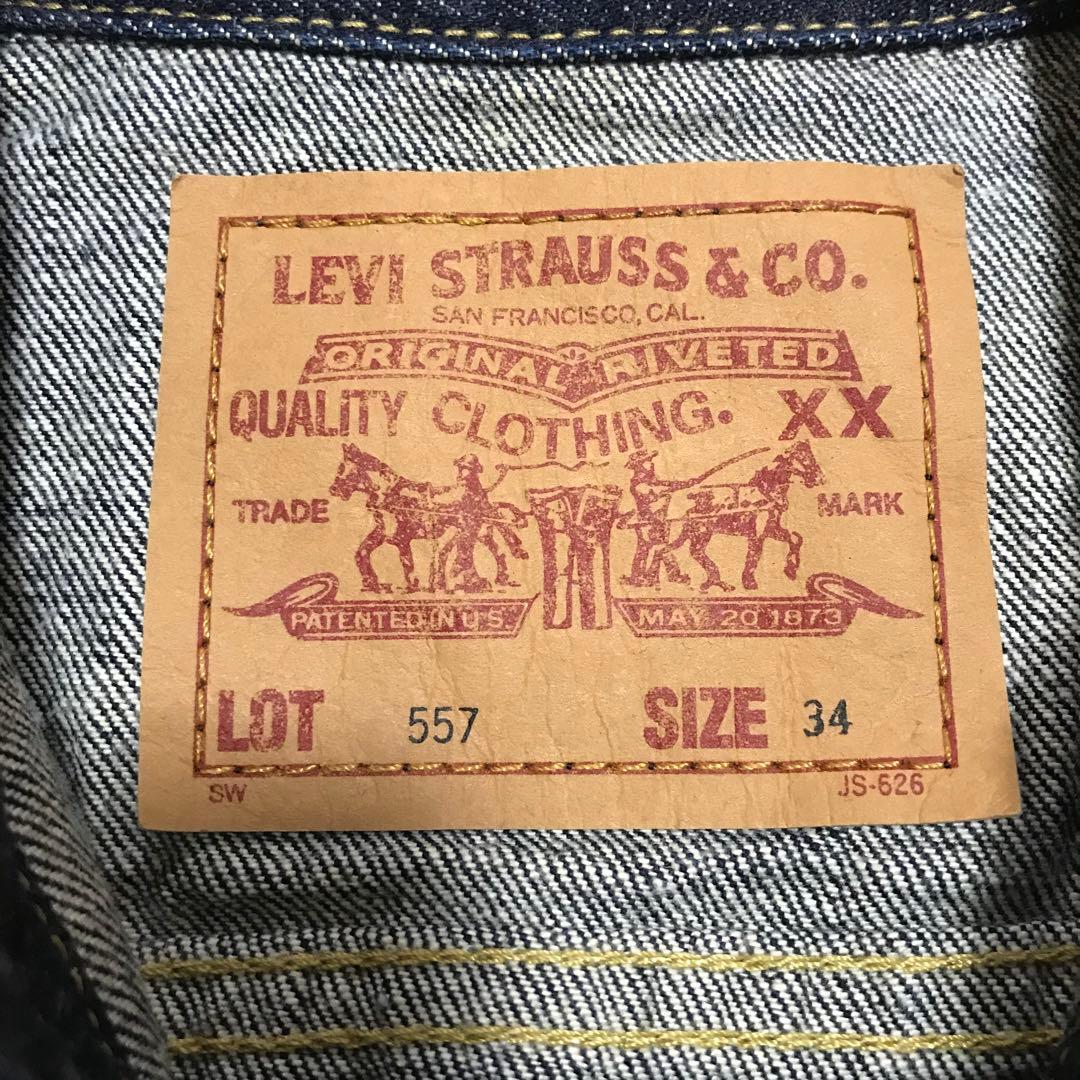 LEVI STRAUSS & CO.
SAN FRANCISCO, CAL.
ORIGINAL RIVETED
QUALITY CLOTHING. XX
TRADE MARK
PATENTED IN U.S. MAY 20 1873
LOT 557 SIZE 34
SW JS-626